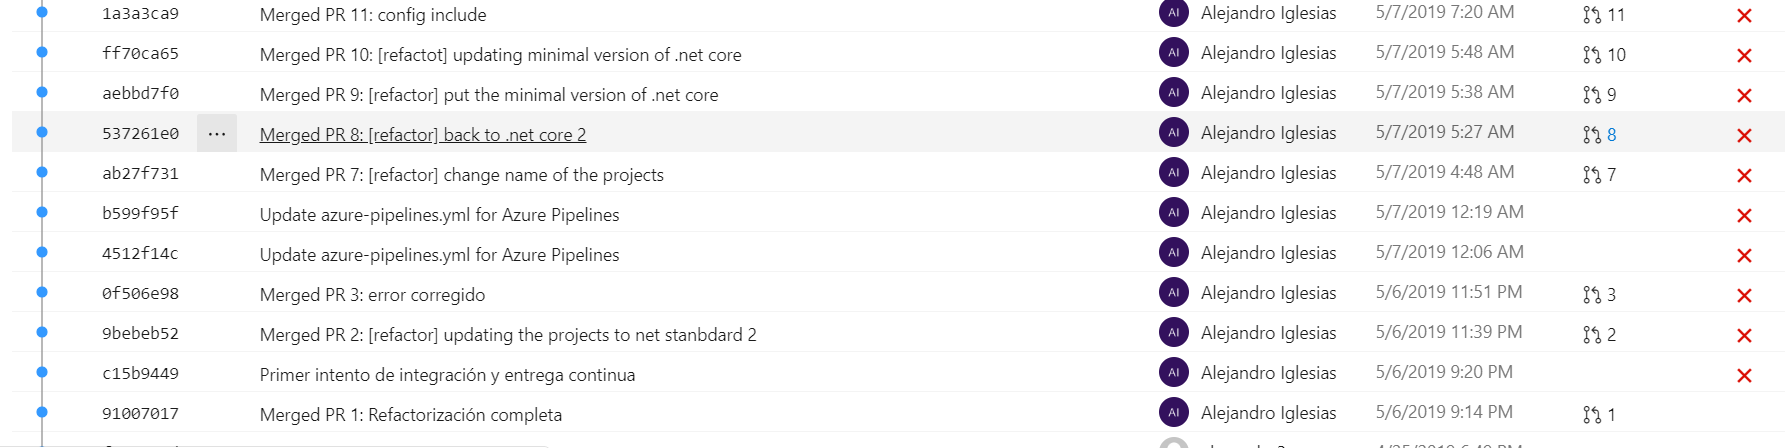 1a3a3ca9 Merged PR 11: config include AI Alejandro Iglesias 5/7/2019 7:20 AM 11
ff70ca65 Merged PR 10: [refactot] updating minimal version of .net core AI Alejandro Iglesias 5/7/2019 5:48 AM 10
aebbd7f0 Merged PR 9: [refactor] put the minimal version of .net core AI Alejandro Iglesias 5/7/2019 5:38 AM 9
537261e0 ... Merged PR 8: [refactor] back to .net core 2 AI Alejandro Iglesias 5/7/2019 5:27 AM 8
ab27f731 Merged PR 7: [refactor] change name of the projects AI Alejandro Iglesias 5/7/2019 4:48 AM 7
b599f95f Update azure-pipelines.yml for Azure Pipelines AI Alejandro Iglesias 5/7/2019 12:19 AM
4512f14c Update azure-pipelines.yml for Azure Pipelines AI Alejandro Iglesias 5/7/2019 12:06 AM
0f506e98 Merged PR 3: error corregido AI Alejandro Iglesias 5/6/2019 11:51 PM 3
9bebeb52 Merged PR 2: [refactor] updating the projects to net stanbdard 2 AI Alejandro Iglesias 5/6/2019 11:39 PM 2
c15b9449 Primer intento de integración y entrega continua AI Alejandro Iglesias 5/6/2019 9:20 PM
91007017 Merged PR 1: Refactorización completa AI Alejandro Iglesias 5/6/2019 9:14 PM 1